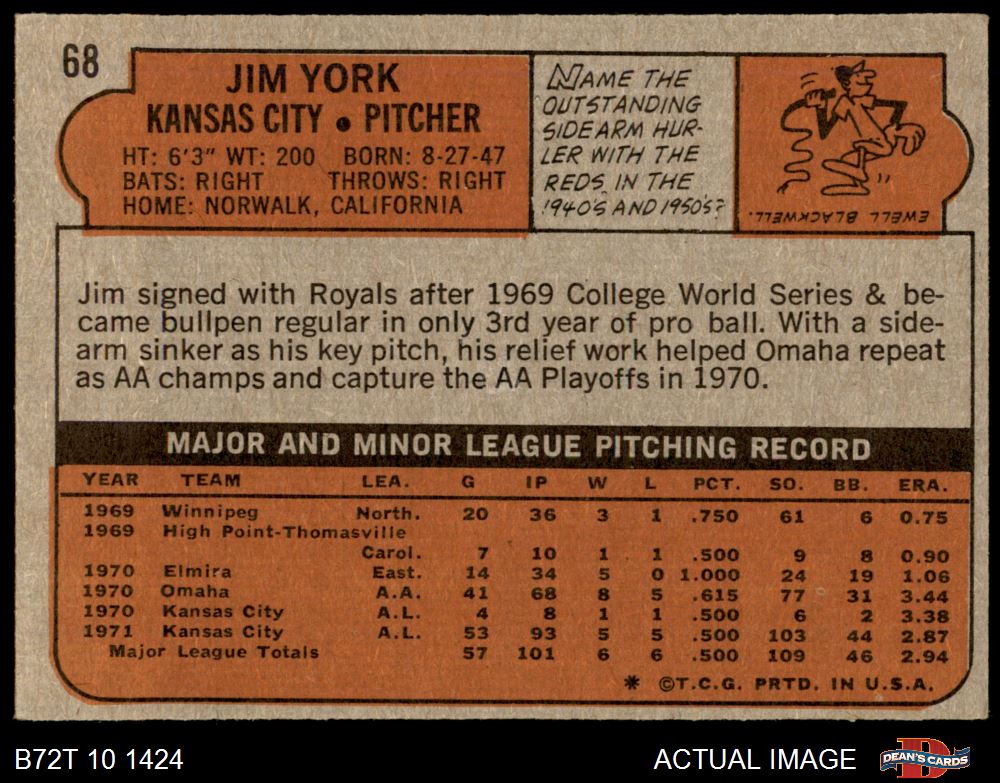 68
JIM YORK
KANSAS CITY • PITCHER
HT: 6'3" WT: 200 BORN: 8-27-47
BATS: RIGHT THROWS: RIGHT
HOME: NORWALK, CALIFORNIA
NAME THE
OUTSTANDING
SIDEARM HUR-
LER WITH THE
REDS IN THE
1940'S AND 1950'S?
EWELL BLACKWELL.
Jim signed with Royals after 1969 College World Series & be-
came bullpen regular in only 3rd year of pro ball. With a side-
arm sinker as his key pitch, his relief work helped Omaha repeat
as AA champs and capture the AA Playoffs in 1970.
MAJOR AND MINOR LEAGUE PITCHING RECORD
YEAR TEAM LEA. G IP W L PCT. SO. BB. ERA.
1969 Winnipeg North. 20 36 3 1 .750 61 6 0.75
1969 High Point-Thomasville
Carol. 7 10 1 1 .500 9 8 0.90
1970 Elmira East. 14 34 5 0 1.000 24 19 1.06
1970 Omaha A.A. 41 68 8 5 .615 77 31 3.44
1970 Kansas City A.L. 4 8 1 1 .500 6 2 3.38
1971 Kansas City A.L. 53 93 5 5 .500 103 44 2.87
Major League Totals 57 101 6 6 .500 109 46 2.94
* ©T.C.G. PRTD. IN U.S.A.
B72T 10 1424
ACTUAL IMAGE
DEAN'S CARDS